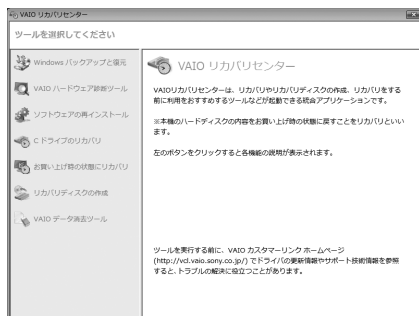 VAIO リカバリセンター
ツールを選択してください
Windows バックアップと復元
VAIO ハードウェア診断ツール
ソフトウェアの再インストール
C ドライブのリカバリ
お買い上げ時の状態にリカバリ
リカバリディスクの作成
VAIO データ消去ツール
VAIO リカバリセンター
VAIOリカバリセンターは、リカバリやリカバリディスクの作成、リカバリをする
前に利用をおすすめするツールなどが起動できる統合アプリケーションです。
※本機のハードディスクの内容をお買い上げ時の状態に戻すことをリカバリといい
ます。
左のボタンをクリックすると各機能の説明が表示されます。
ツールを実行する前に、VAIO カスタマーリンク ホームページ
(http://vcl.vaio.sony.co.jp/) でドライバの更新情報やサポート技術情報を参照
すると、トラブルの解決に役立つことがあります。